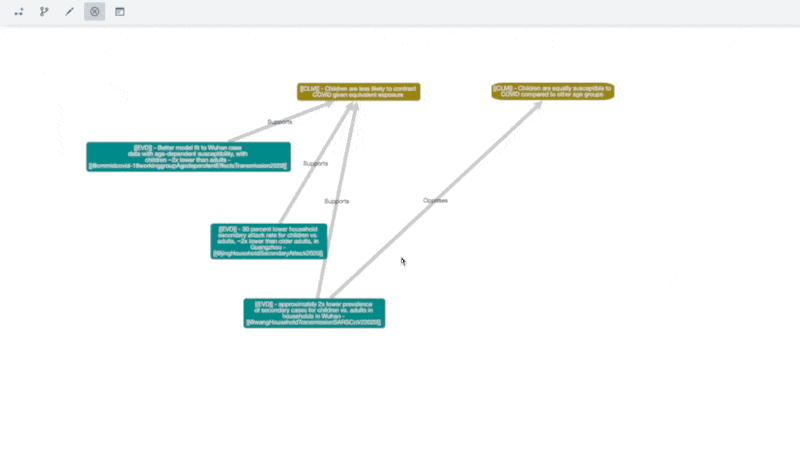 [[CLM]] - Children are less likely to contract
COVID given equivalent exposure
[[CLM]] - Children are equally susceptible to
COVID compared to other age groups
Supports
[[EVD]] - Better model fit to Wuhan case
data with age-dependent susceptibility, with
children ~2x lower than adults -
[[@cmmidcovid-19workinggroupAgedependentEffectsTransmission2020]]
Supports
Supports
Opposes
[[EVD]] - 30 percent lower household
secondary attack rate for children vs.
adults, ~2x lower than older adults, in
Guangzhou -
[[@jingHouseholdSecondaryAttack2020]]
[[EVD]] - approximately 2x lower prevalence
of secondary cases for children vs. adults in
households in Wuhan -
[[@wangHouseholdTransmissionSARSCoV22020]]